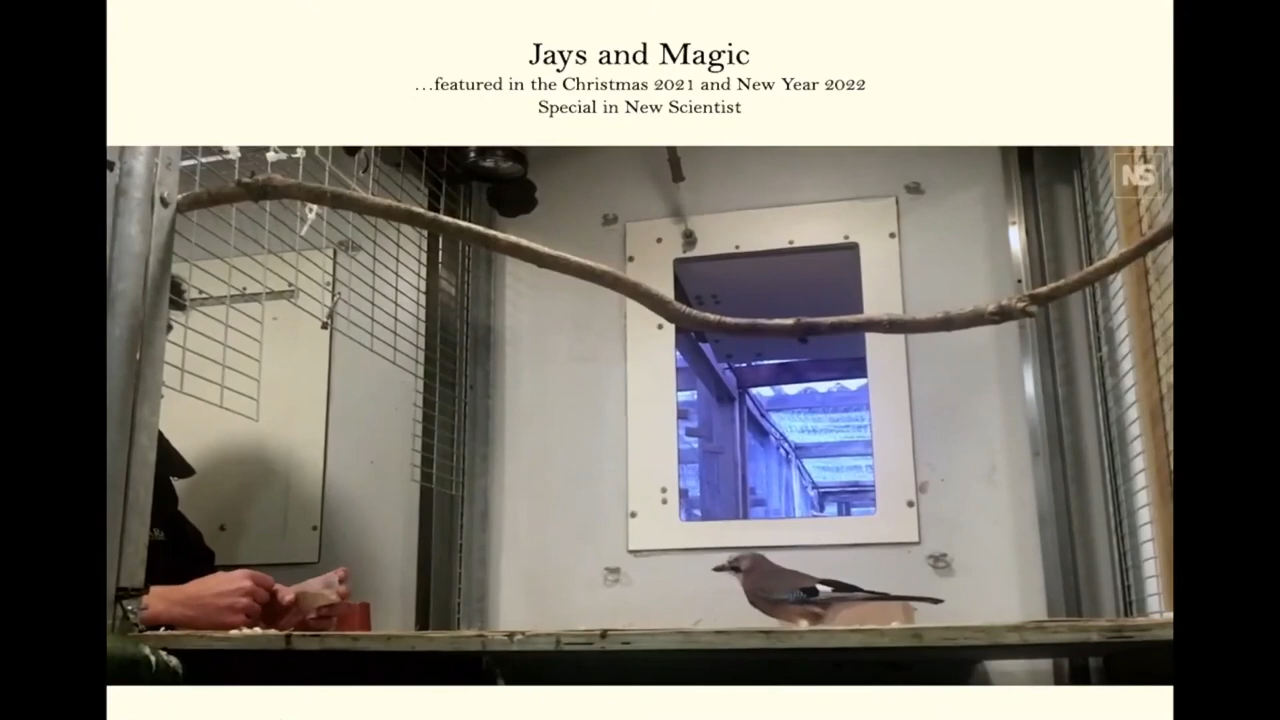 Jays and Magic
...featured in the Christmas 2021 and New Year 2022
Special in New Scientist
NS